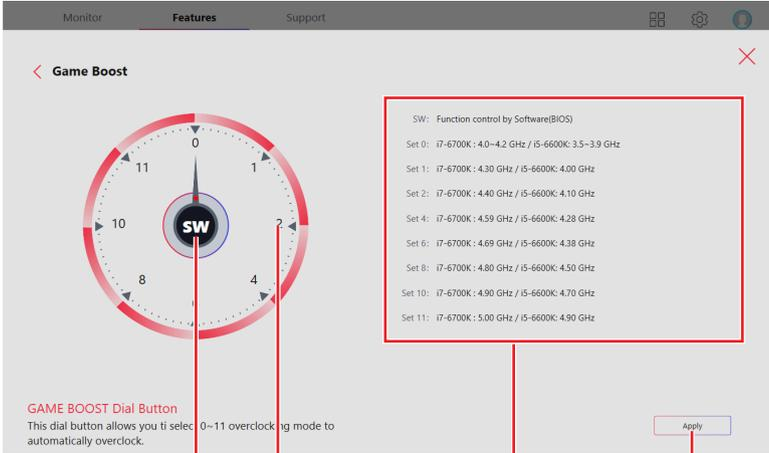 Monitor Features Support
Game Boost
0
11 1
SW
10 2
8 4
SW: Function control by Software(BIOS)
Set 0: i7-6700K : 4.0~4.2 GHz / i5-6600K: 3.5~3.9 GHz
Set 1: i7-6700K : 4.30 GHz / i5-6600K: 4.00 GHz
Set 2: i7-6700K : 4.40 GHz / i5-6600K: 4.10 GHz
Set 4: i7-6700K : 4.59 GHz / i5-6600K: 4.28 GHz
Set 6: i7-6700K : 4.69 GHz / i5-6600K: 4.38 GHz
Set 8: i7-6700K : 4.80 GHz / i5-6600K: 4.50 GHz
Set 10: i7-6700K : 4.90 GHz / i5-6600K: 4.70 GHz
Set 11: i7-6700K : 5.00 GHz / i5-6600K: 4.90 GHz
GAME BOOST Dial Button
This dial button allows you ti select 0~11 overclocking mode to
automatically overclock.
Apply